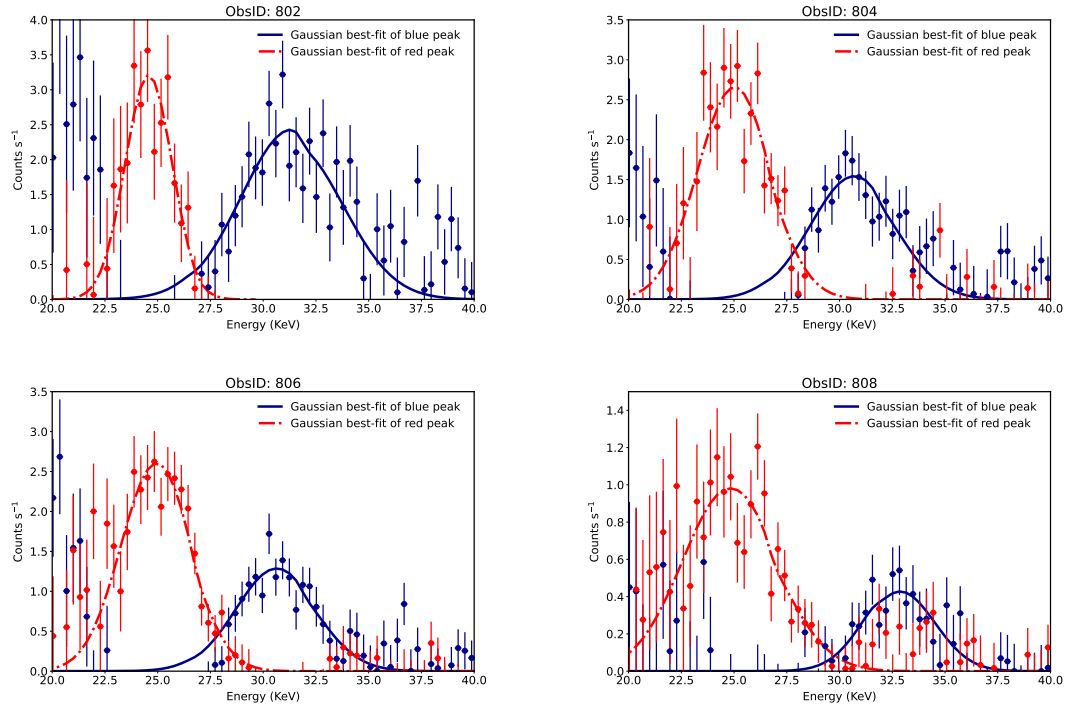 ObsID: 802
Gaussian best-fit of blue peak
Gaussian best-fit of red peak
Counts s⁻¹
4.0
3.5
3.0
2.5
2.0
1.5
1.0
0.5
0.0
20.0 22.5 25.0 27.5 30.0 32.5 35.0 37.5 40.0
Energy (KeV)
ObsID: 804
Gaussian best-fit of blue peak
Gaussian best-fit of red peak
Counts s⁻¹
3.5
3.0
2.5
2.0
1.5
1.0
0.5
0.0
20.0 22.5 25.0 27.5 30.0 32.5 35.0 37.5 40.0
Energy (KeV)
ObsID: 806
Gaussian best-fit of blue peak
Gaussian best-fit of red peak
Counts s⁻¹
3.5
3.0
2.5
2.0
1.5
1.0
0.5
0.0
20.0 22.5 25.0 27.5 30.0 32.5 35.0 37.5 40.0
Energy (KeV)
ObsID: 808
Gaussian best-fit of blue peak
Gaussian best-fit of red peak
Counts s⁻¹
1.4
1.2
1.0
0.8
0.6
0.4
0.2
0.0
20.0 22.5 25.0 27.5 30.0 32.5 35.0 37.5 40.0
Energy (KeV)